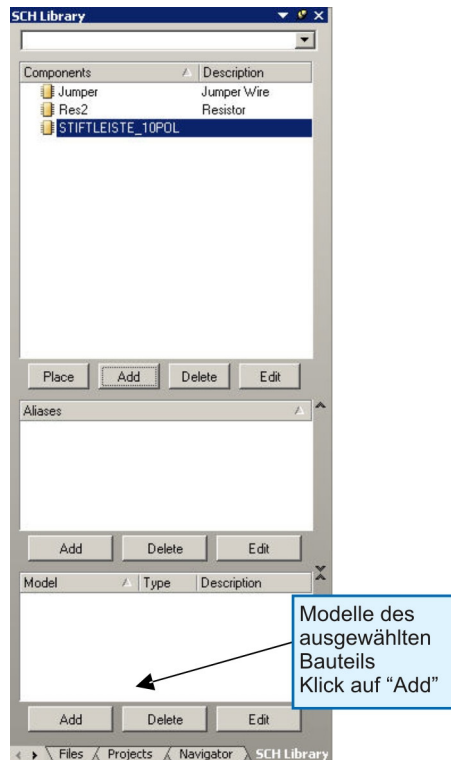 SCH Library
Components Description
Jumper Jumper Wire
Res2 Resistor
STIFTLEISTE_10POL
Place Add Delete Edit
Aliases
Add Delete Edit
Model Type Description
Modelle des
ausgewählten
Bauteils
Klick auf “Add”
Add Delete Edit
Files Projects Navigator SCH Library